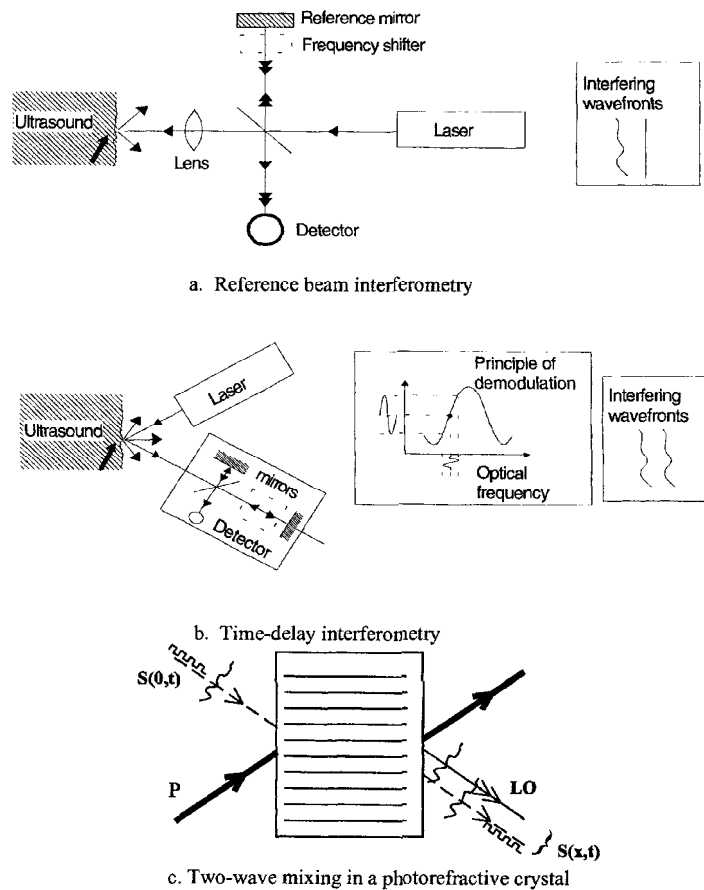 Reference mirror
Frequency shifter
Ultrasound
Lens
Laser
Interfering
wavefronts
Detector
a. Reference beam interferometry
Laser
Ultrasound
mirrors
Detector
Principle of
demodulation
Optical
frequency
Interfering
wavefronts
b. Time-delay interferometry
S(0,t)
P
LO
S(x,t)
c. Two-wave mixing in a photorefractive crystal